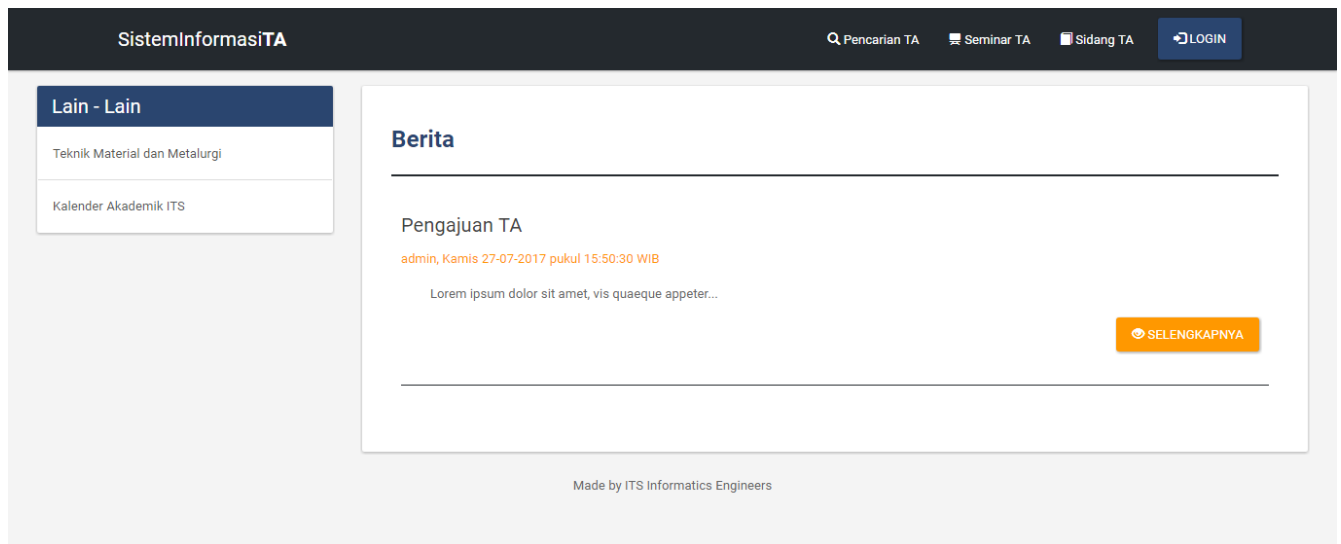 SistemInformasiTA
Pencarian TA
Seminar TA
Sidang TA
LOGIN
Lain - Lain
Teknik Material dan Metalurgi
Kalender Akademik ITS
Berita
Pengajuan TA
admin, Kamis 27-07-2017 pukul 15:50:30 WIB
Lorem ipsum dolor sit amet, vis quaeque appeter...
SELENGKAPNYA
Made by ITS Informatics Engineers